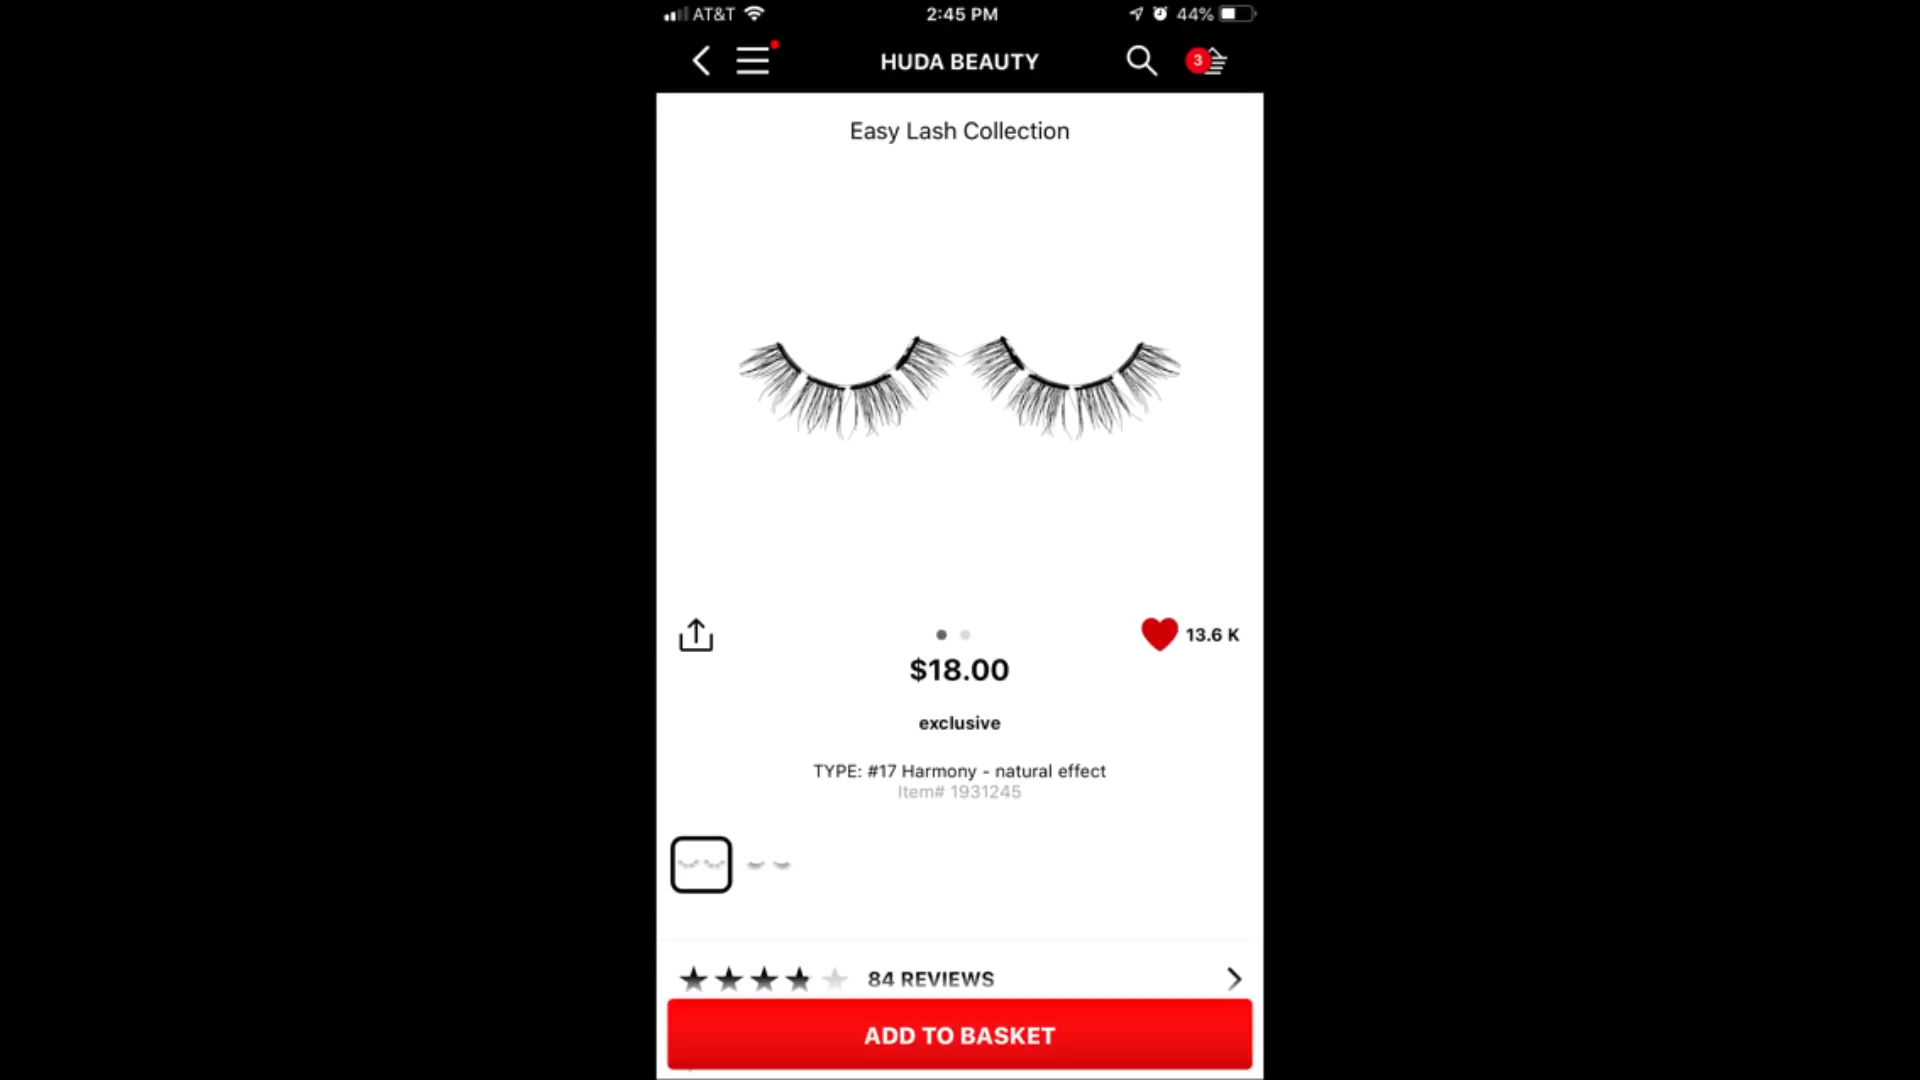 AT&T 2:45 PM 44%
HUDA BEAUTY 3
Easy Lash Collection
13.6 K
$18.00
exclusive
TYPE: #17 Harmony - natural effect
Item# 1931245
84 REVIEWS
ADD TO BASKET